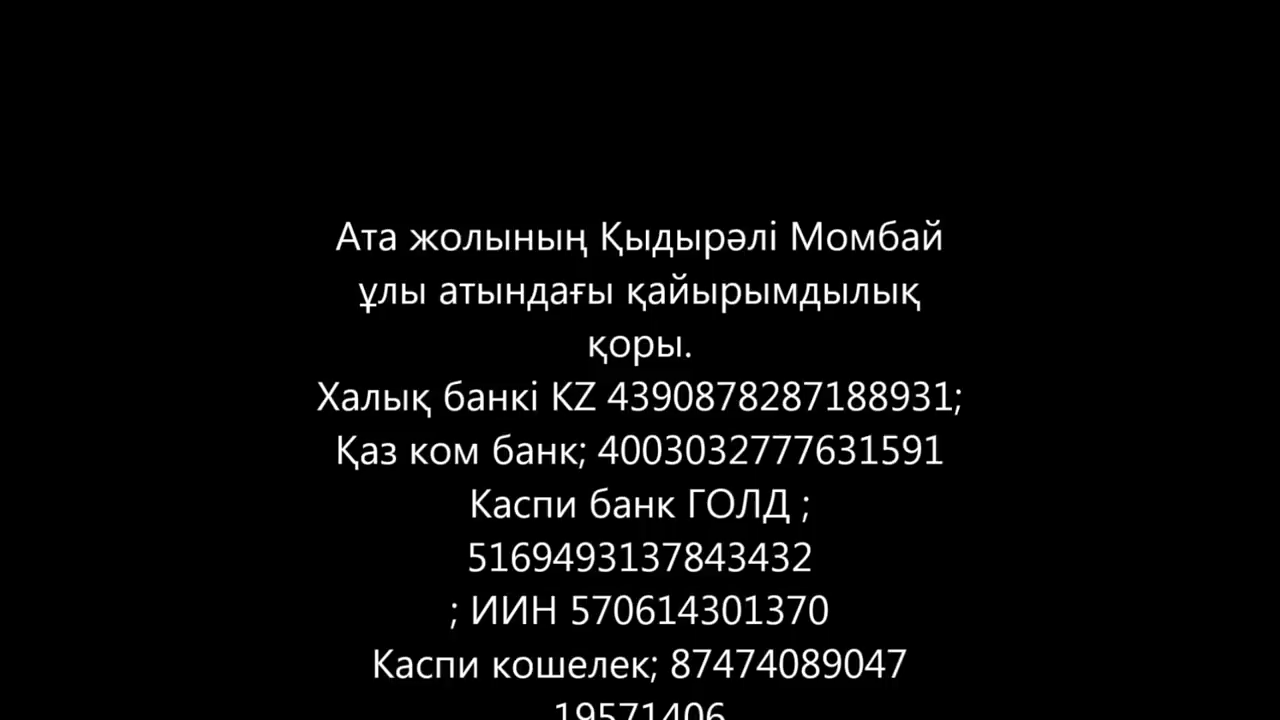 Ата жолының Қыдырәлі Момбай
ұлы атындағы қайырымдылық
қоры.
Халық банкі KZ 4390878287188931;
Қаз ком банк; 4003032777631591
Каспи банк ГОЛД ;
5169493137843432
; ИИН 570614301370
Каспи кошелек; 87474089047
19571406